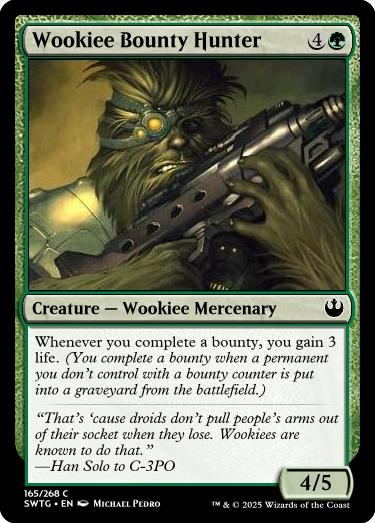 Wookiee Bounty Hunter 4
Creature — Wookiee Mercenary
Whenever you complete a bounty, you gain 3
life. (You complete a bounty when a permanent
you don't control with a bounty counter is put
into a graveyard from the battlefield.)
“That's ‘cause droids don't pull people's arms out
of their socket when they lose. Wookiees are
known to do that.”
—Han Solo to C-3PO
4/5
165/268 C
SWTG • EN Michael Pedro
™ & © 2025 Wizards of the Coast